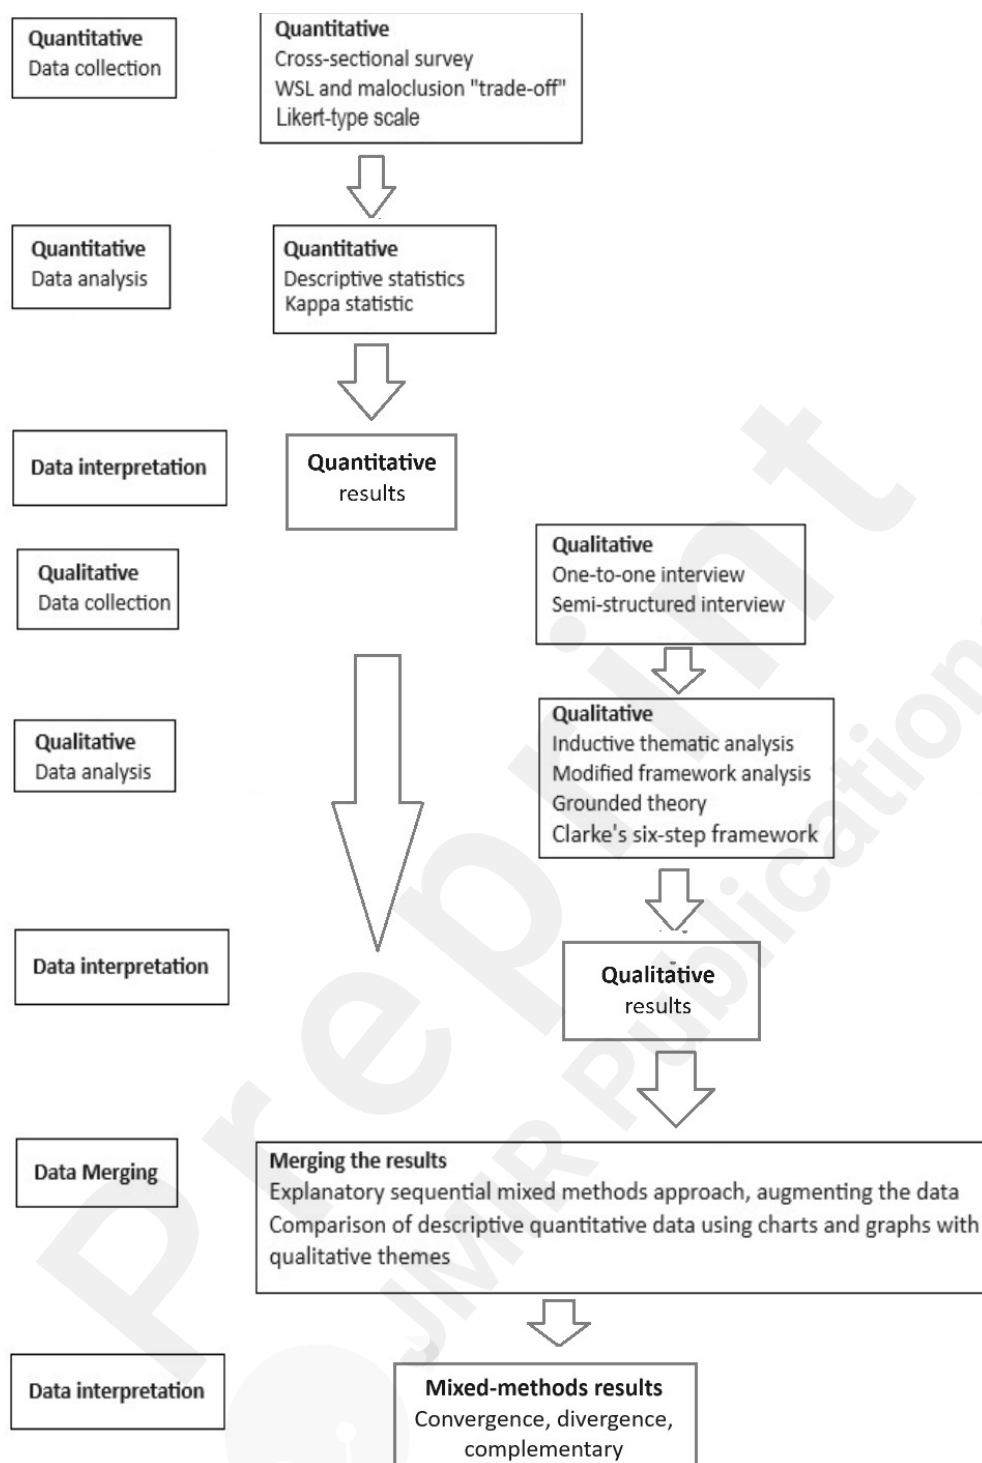 Quantitative
Data collection
Quantitative
Cross-sectional survey
WSL and maloclusion "trade-off"
Likert-type scale
Quantitative
Data analysis
Quantitative
Descriptive statistics
Kappa statistic
Data interpretation
Quantitative
results
Qualitative
Data collection
Qualitative
One-to-one interview
Semi-structured interview
Qualitative
Data analysis
Qualitative
Inductive thematic analysis
Modified framework analysis
Grounded theory
Clarke's six-step framework
Data interpretation
Qualitative
results
Data Merging
Merging the results
Explanatory sequential mixed methods approach, augmenting the data
Comparison of descriptive quantitative data using charts and graphs with
qualitative themes
Data interpretation
Mixed-methods results
Convergence, divergence,
complementary
Preprint
JMIR Publication